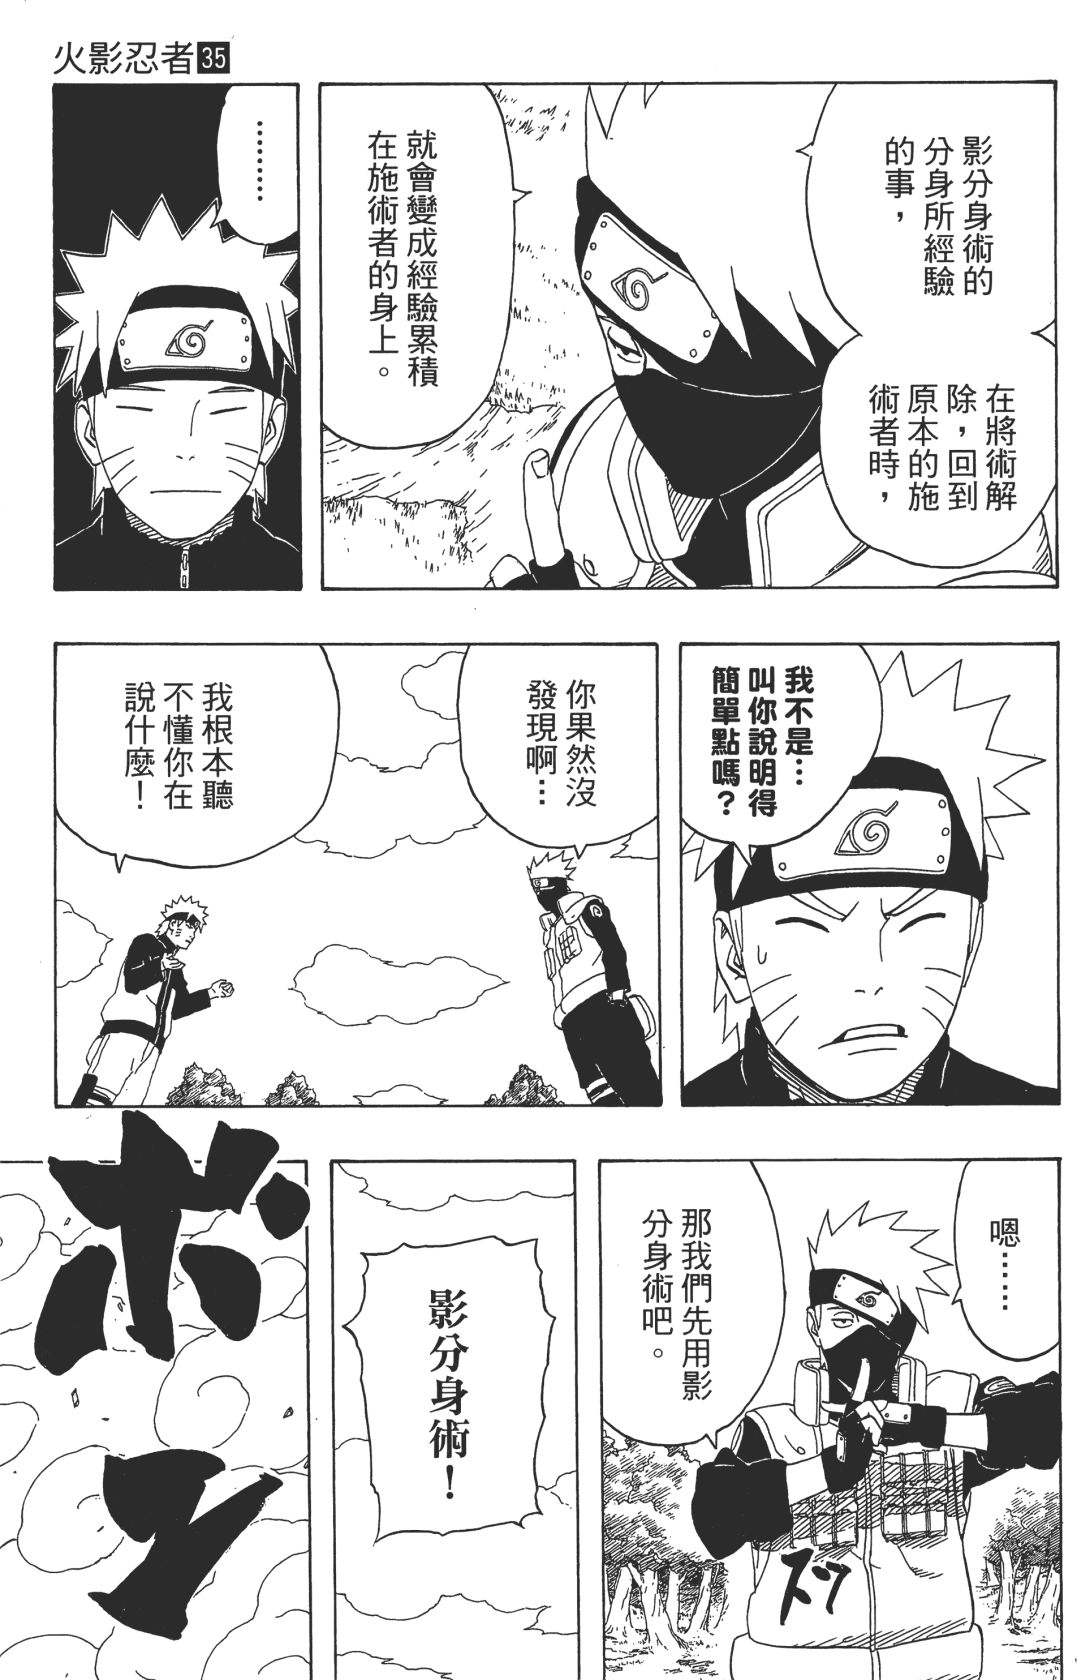 火影忍者35
影分身術的
分身所經驗
的事，
在將術解
除，回到
原本的施
術者時，
就會變成經驗累積
在施術者的身上。
………
我不是…
叫你說明得
簡單點嗎？
你果然沒
發現啊…
我根本聽
不懂你在
說什麼！
嗯……
那我們先用影
分身術吧。
スッ
影分身術！
ボン